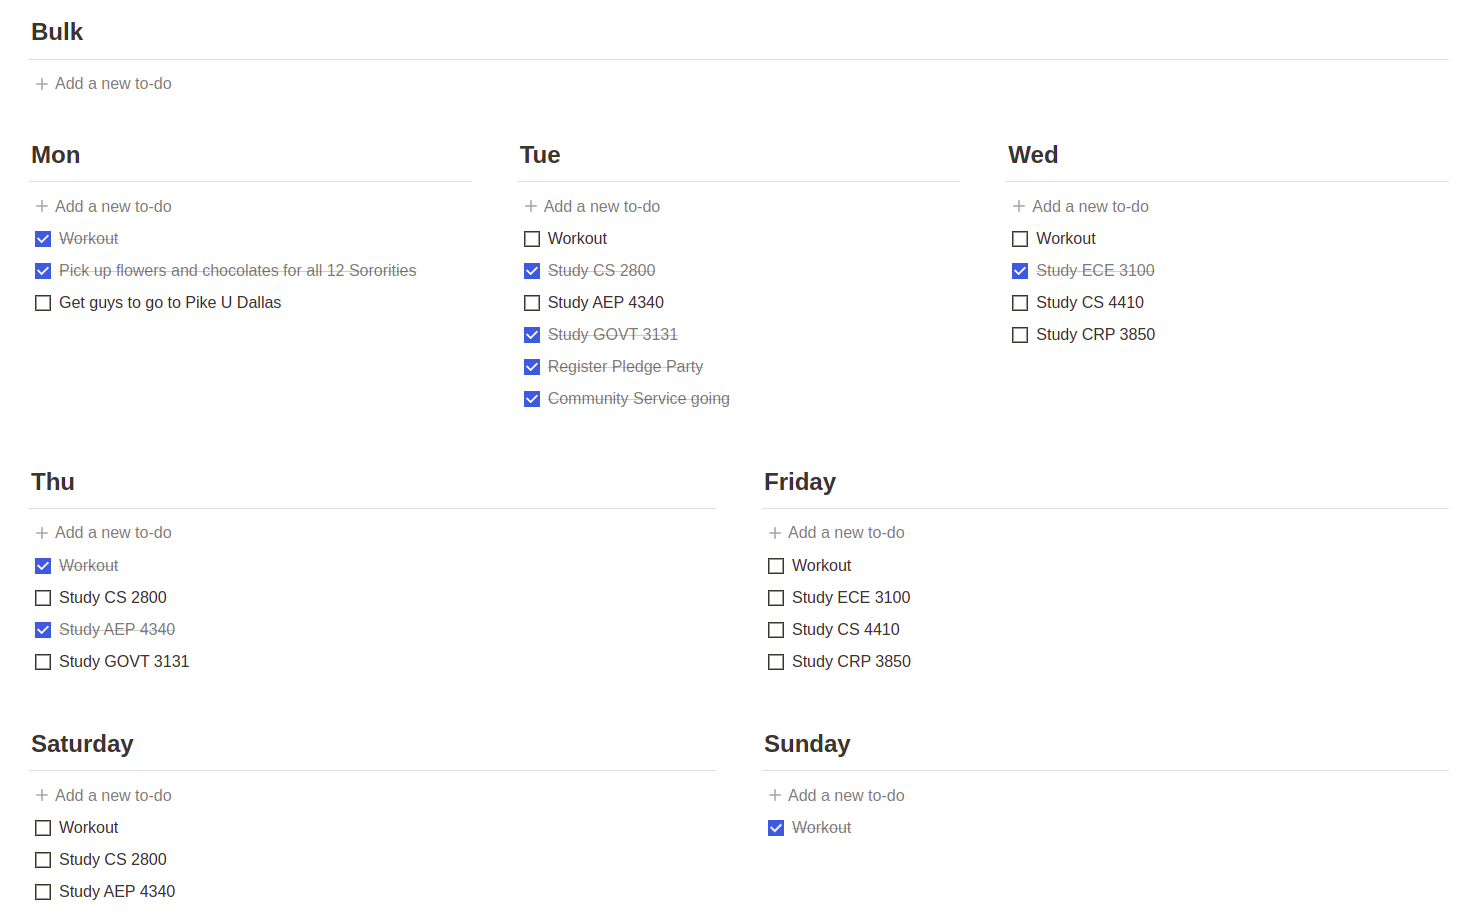 Bulk
Add a new to-do
Mon
Add a new to-do
Workout
Pick up flowers and chocolates for all 12 Sororities
Get guys to go to Pike U Dallas
Tue
Add a new to-do
Workout
Study CS 2800
Study AEP 4340
Study GOVT 3131
Register Pledge Party
Community Service going
Wed
Add a new to-do
Workout
Study ECE 3100
Study CS 4410
Study CRP 3850
Thu
Add a new to-do
Workout
Study CS 2800
Study AEP 4340
Study GOVT 3131
Friday
Add a new to-do
Workout
Study ECE 3100
Study CS 4410
Study CRP 3850
Saturday
Add a new to-do
Workout
Study CS 2800
Study AEP 4340
Sunday
Add a new to-do
Workout